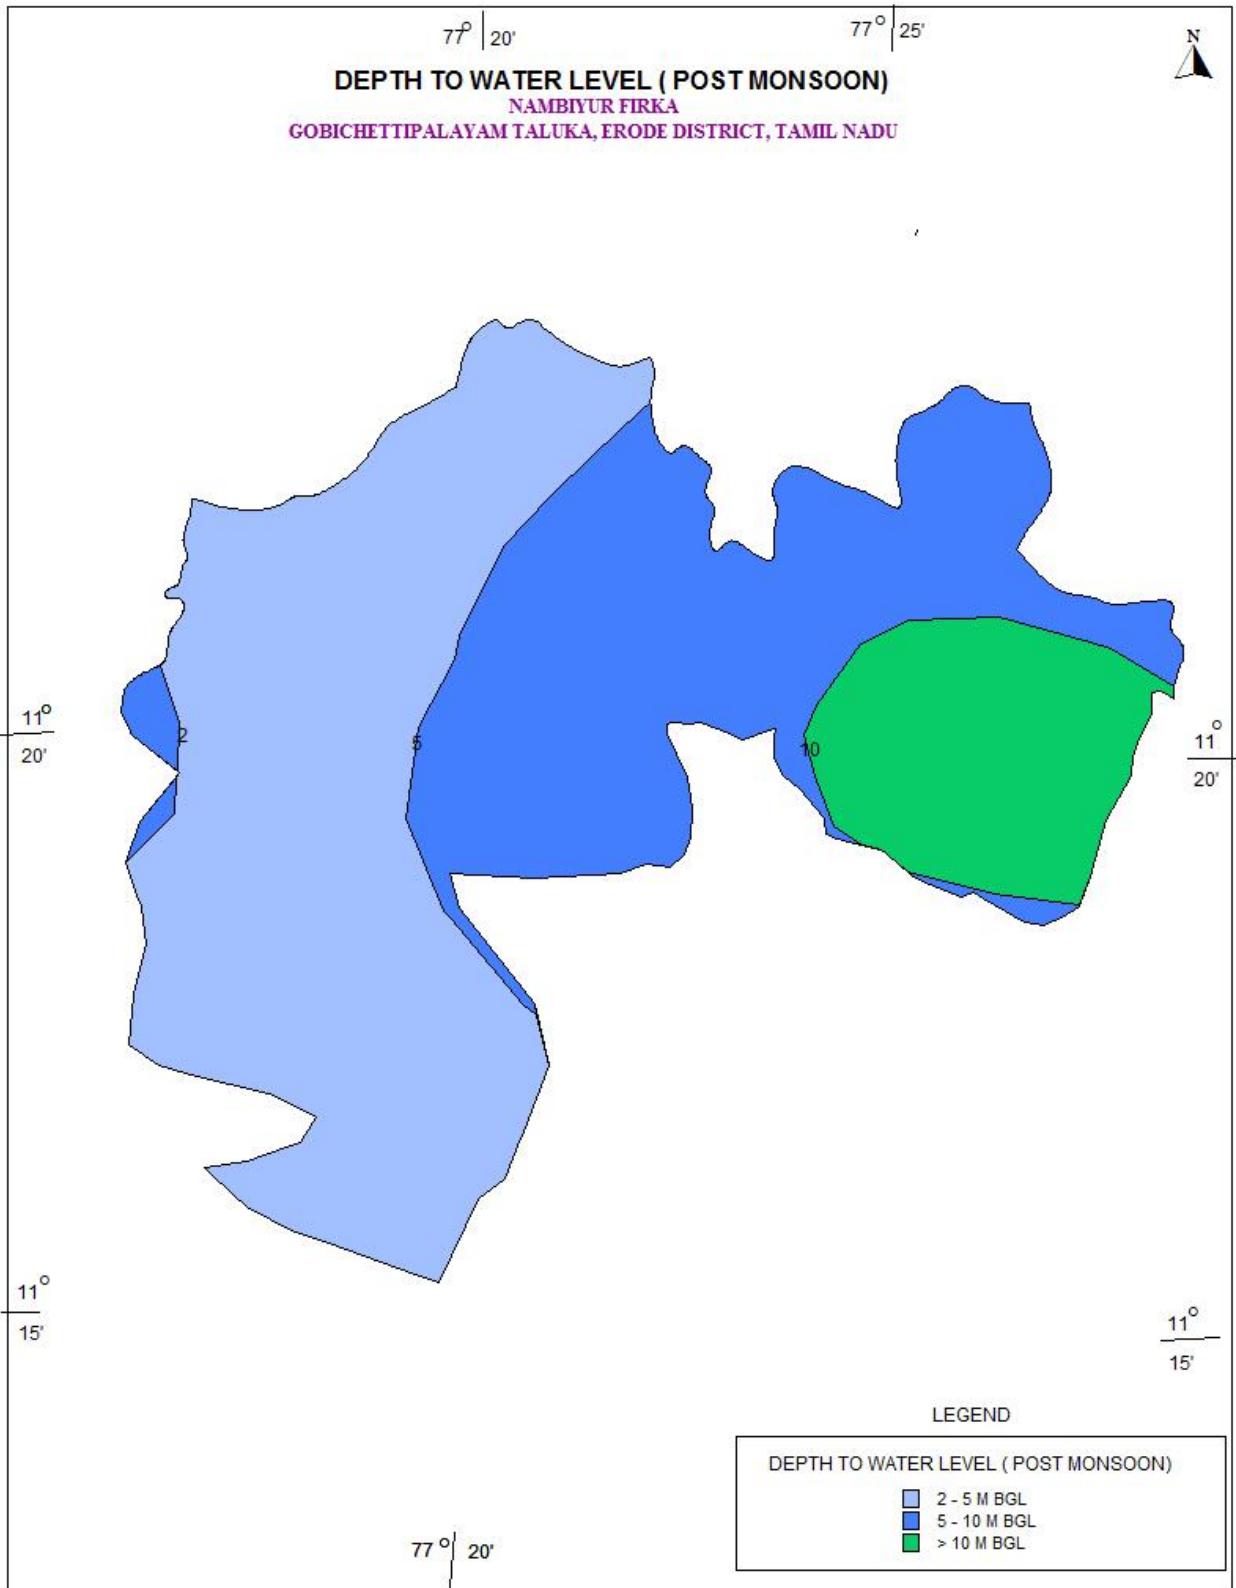 77° 20'
77° 25'
N
DEPTH TO WATER LEVEL ( POST MONSOON)
NAMBIYUR FIRKA
GOBICHETTIPALAYAM TALUKA, ERODE DISTRICT, TAMIL NADU
11°
20'
2
5
10
11°
20'
11°
15'
11°
15'
LEGEND
DEPTH TO WATER LEVEL ( POST MONSOON)
2 - 5 M BGL
5 - 10 M BGL
> 10 M BGL
77° 20'